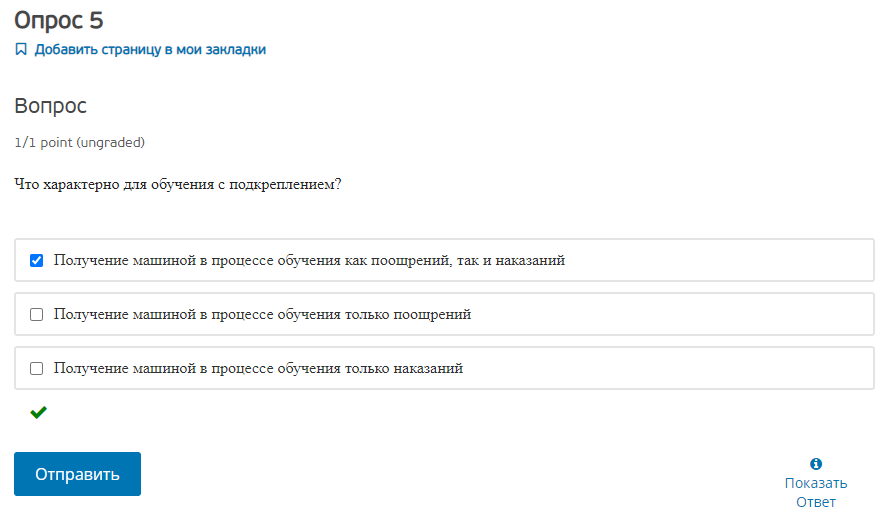 Опрос 5
Добавить страницу в мои закладки
Вопрос
1/1 point (ungraded)
Что характерно для обучения с подкреплением?
Получение машиной в процессе обучения как поощрений, так и наказаний
Получение машиной в процессе обучения только поощрений
Получение машиной в процессе обучения только наказаний
Отправить
Показать
Ответ